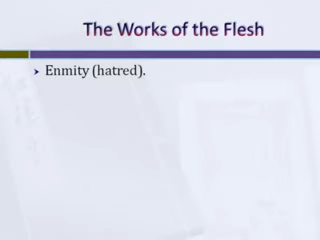 The Works of the Flesh
Enmity (hatred).